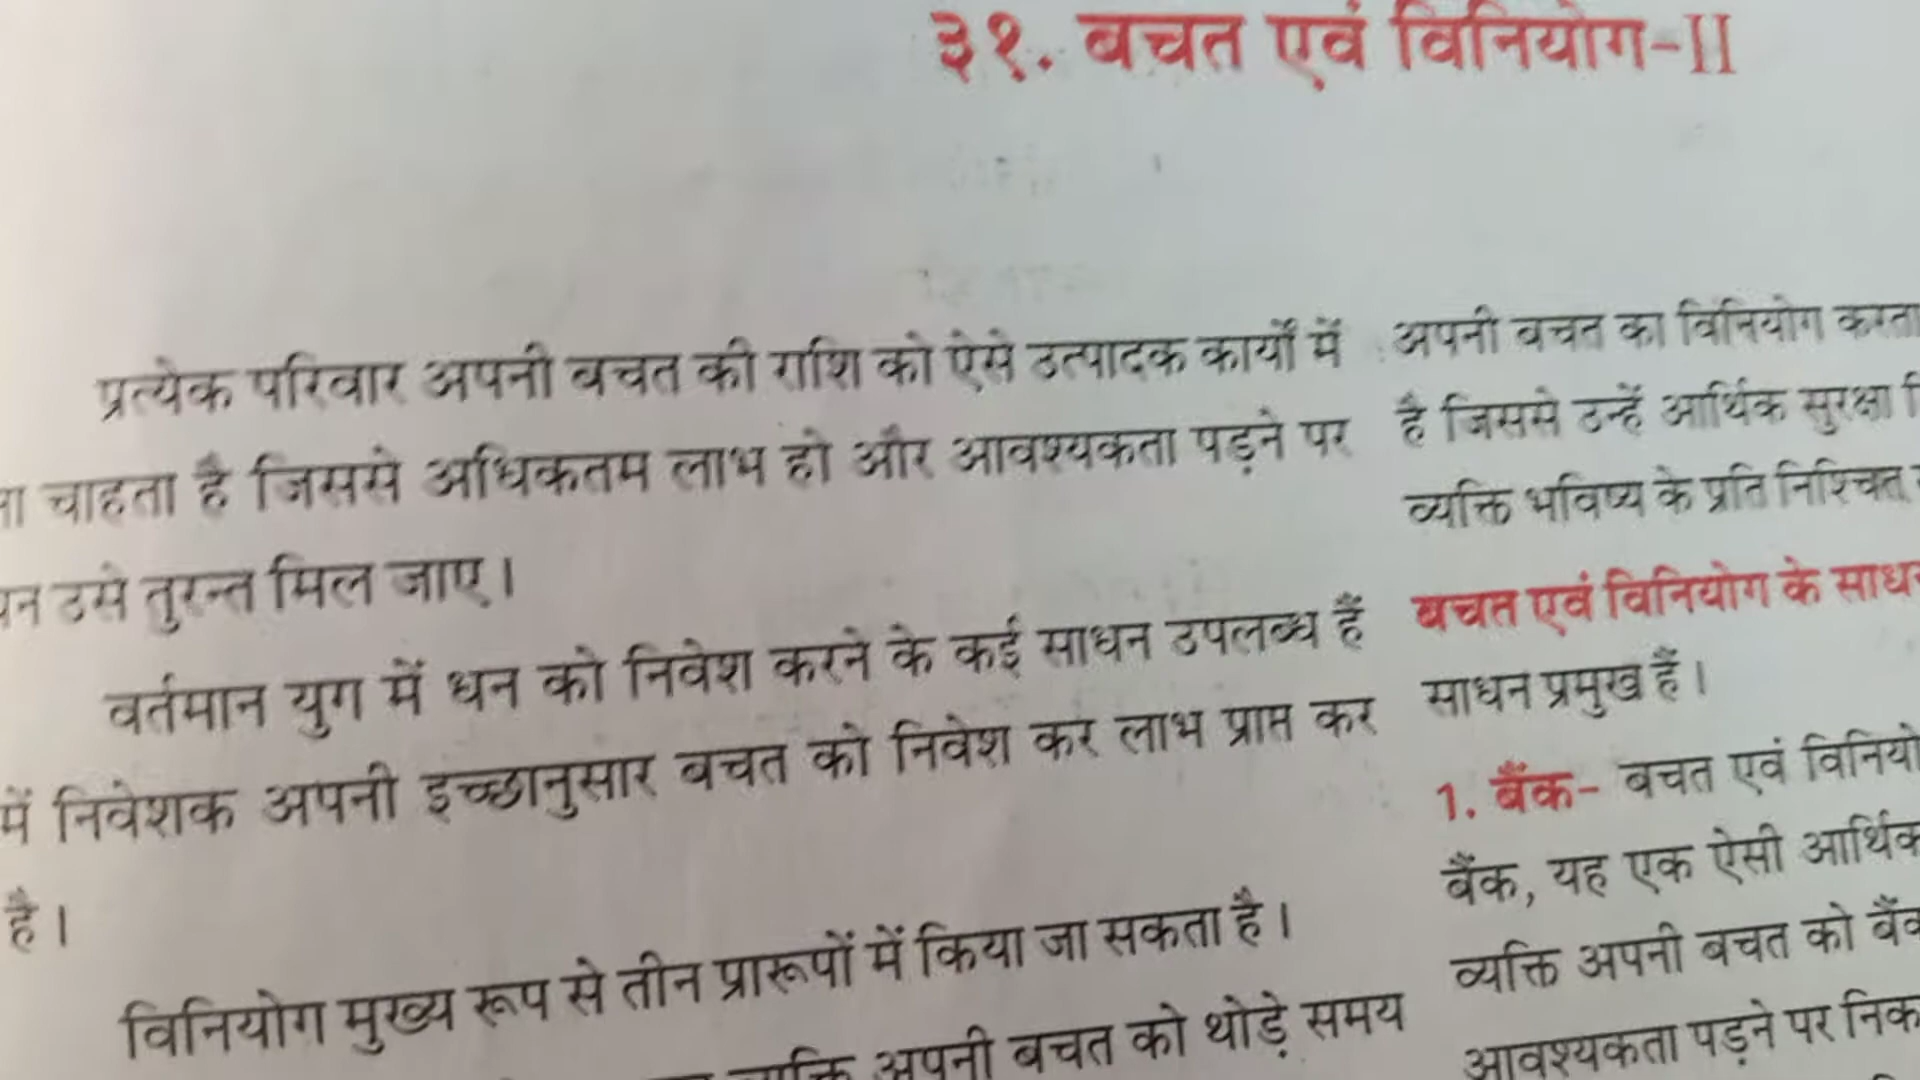 ३१. बचत एवं विनियोग-II
प्रत्येक परिवार अपनी बचत की राशि को ऐसे उत्पादक कार्यों में
चाहता है जिससे अधिकतम लाभ हो और आवश्यकता पड़ने पर
उसे तुरन्त मिल जाए।
वर्तमान युग में धन को निवेश करने के कई साधन उपलब्ध हैं
में निवेशक अपनी इच्छानुसार बचत को निवेश कर लाभ प्राप्त कर
है।
विनियोग मुख्य रूप से तीन प्रारूपों में किया जा सकता है।
व्यक्ति अपनी बचत को थोड़े समय
अपनी बचत का विनियोग करता
है जिससे उन्हें आर्थिक सुरक्षा
व्यक्ति भविष्य के प्रति निश्चित
बचत एवं विनियोग के
साधन प्रमुख हैं।
1. बैंक- बचत एवं
बैंक, यह एक ऐसी
व्यक्ति अपनी बचत को
आवश्यकता पड़ने पर